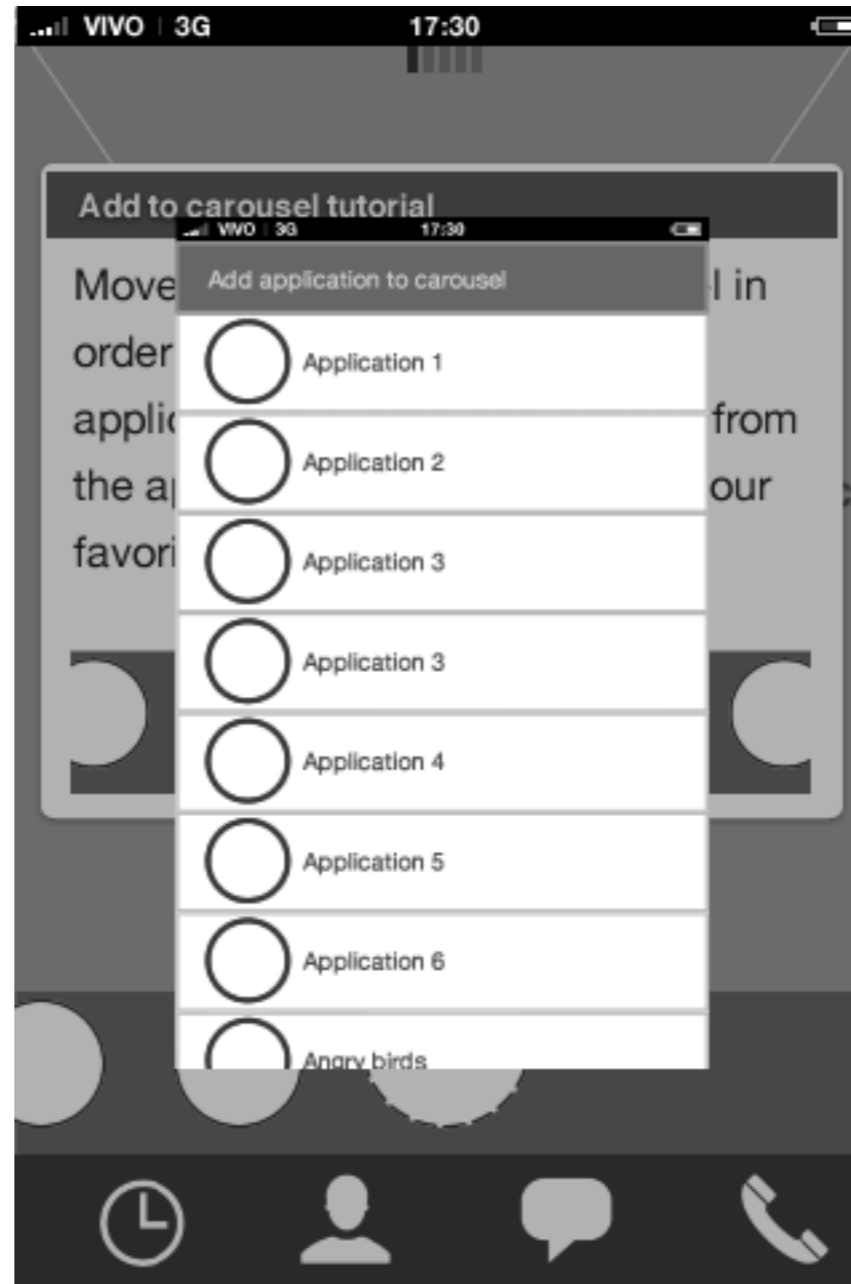 VIVO 3G 17:30
Add to carousel tutorial
VIVO 3G 17:30
Add application to carousel
Move l in
order
applic from
the a our
favori
Application 1
Application 2
Application 3
Application 3
Application 4
Application 5
Application 6
Angry birds